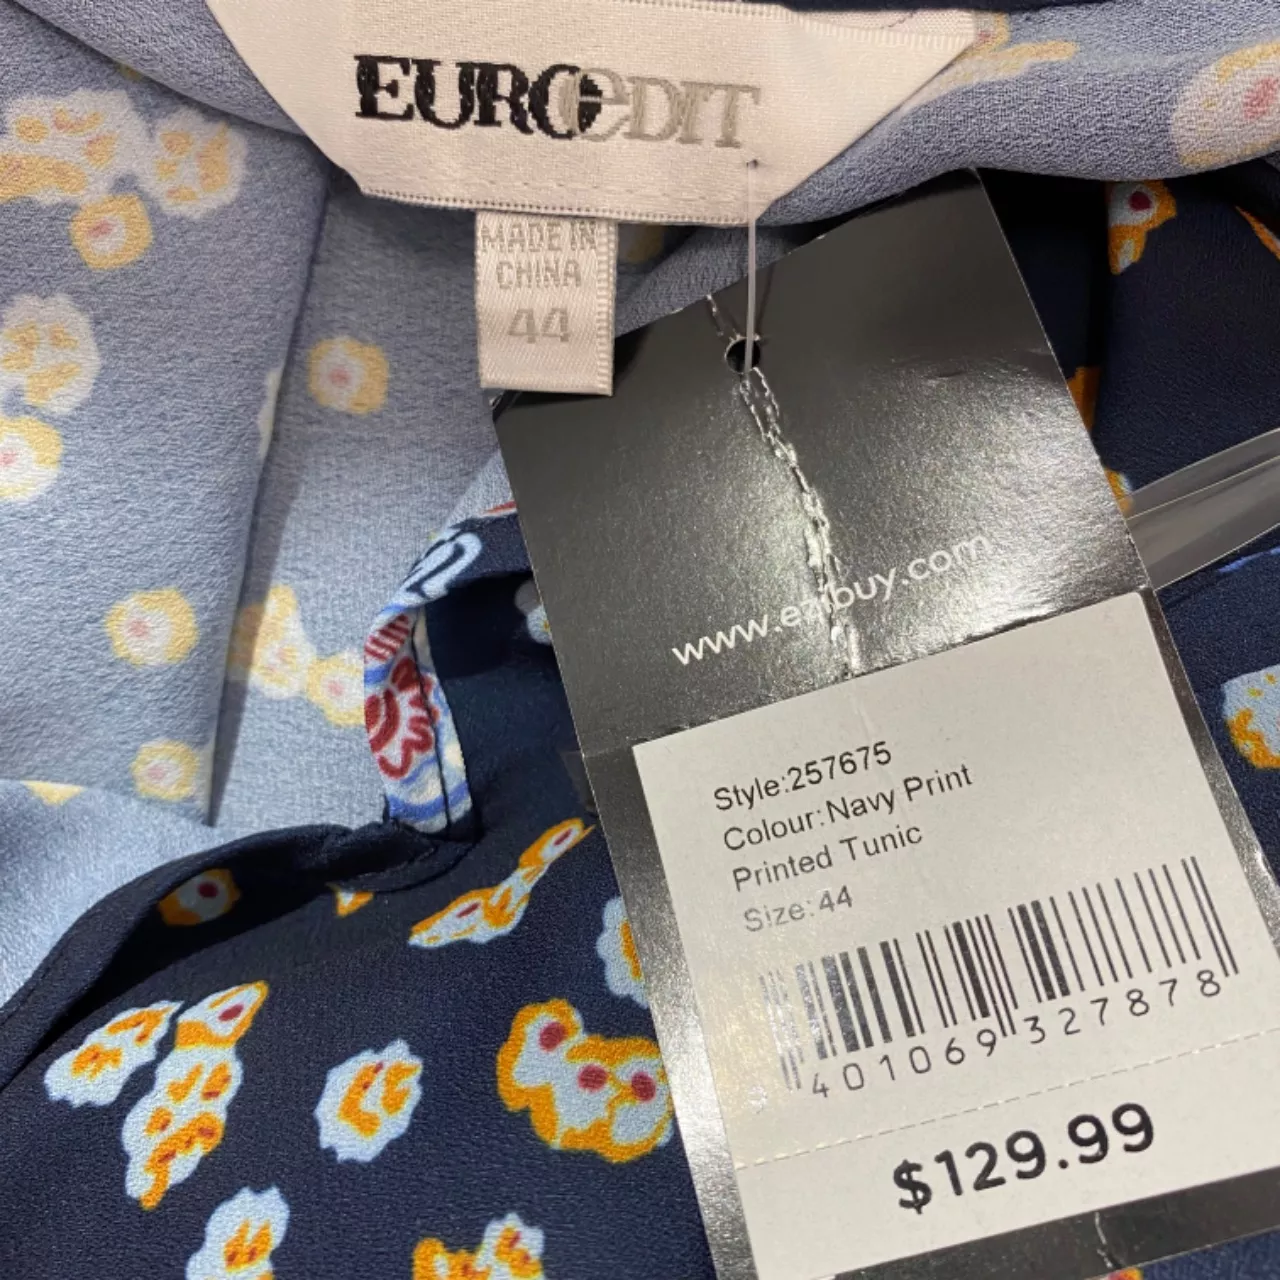 EUROeDIT
MADE IN
CHINA
44
www.ezibuy.com
Style:257675
Colour:Navy Print
Printed Tunic
Size:44
401069327878
$129.99